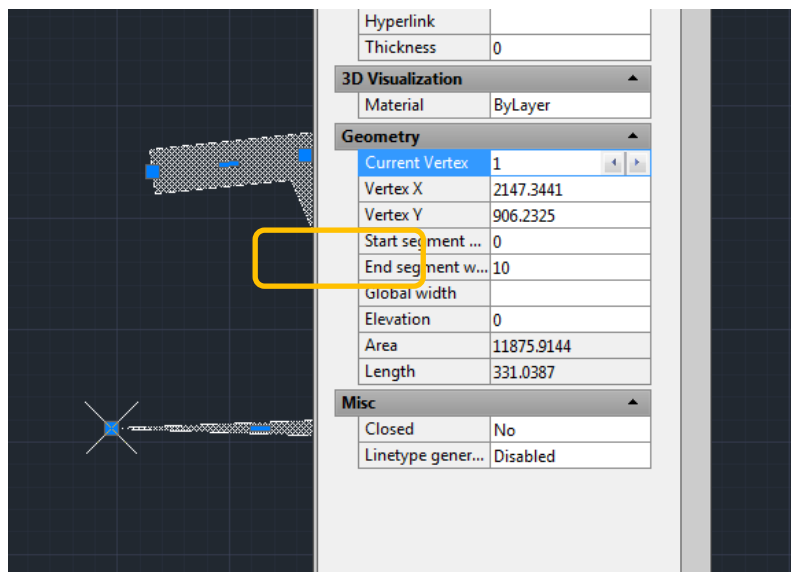 Hyperlink
Thickness 0
3D Visualization
Material ByLayer
Geometry
Current Vertex 1
Vertex X 2147.3441
Vertex Y 906.2325
Start segment ... 0
End segment w... 10
Global width
Elevation 0
Area 11875.9144
Length 331.0387
Misc
Closed No
Linetype gener... Disabled